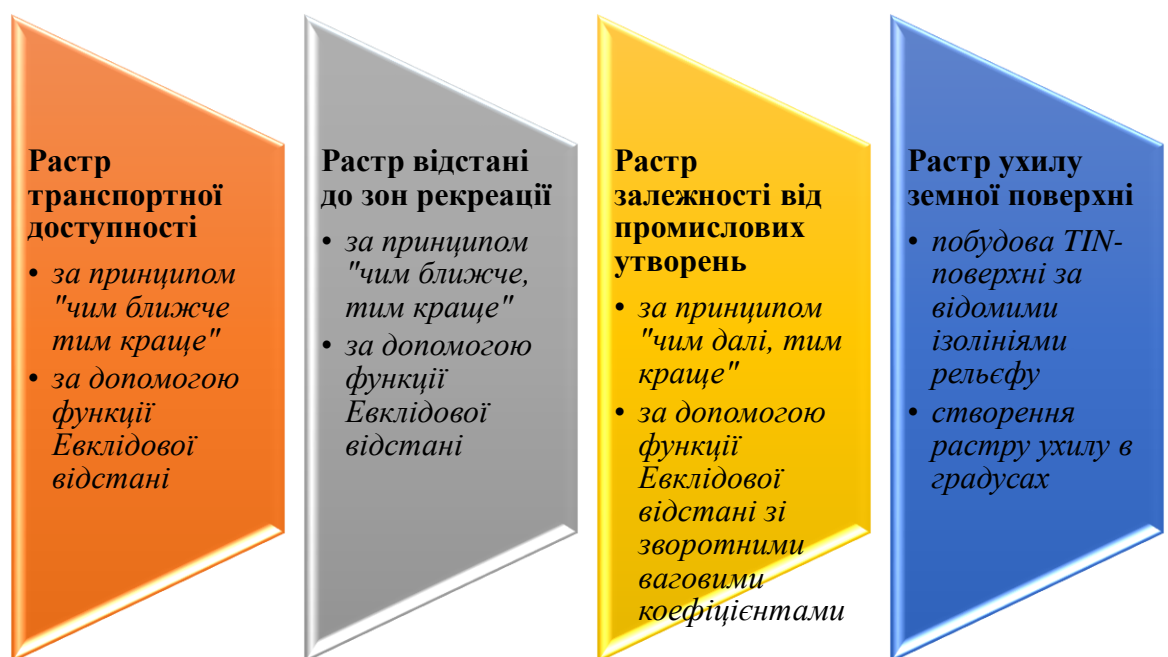 Растр
транспортної
доступності
• за принципом
"чим ближче
тим краще"
• за допомогою
функції
Евклідової
відстані
Растр відстані
до зон рекреації
• за принципом
"чим ближче,
тим краще"
• за допомогою
функції
Евклідової
відстані
Растр
залежності від
промислових
утворень
• за принципом
"чим далі, тим
краще"
• за допомогою
функції
Евклідової
відстані зі
зворотними
ваговими
коефіцієнтами
Растр ухилу
земної поверхні
• побудова TIN-
поверхні за
відомими
ізолініями
рельєфу
• створення
растру ухилу в
градусах